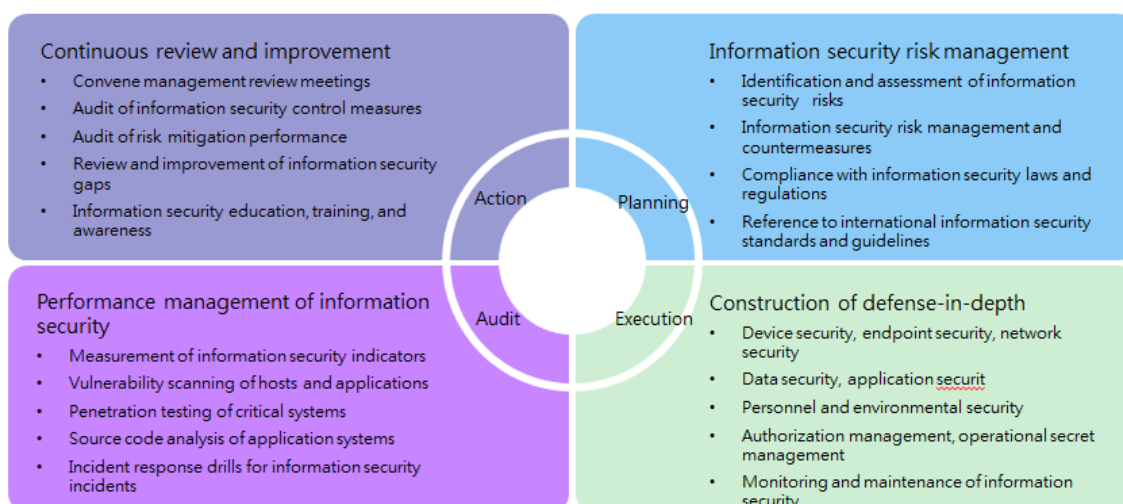 Continuous review and improvement
• Convene management review meetings
• Audit of information security control measures
• Audit of risk mitigation performance
• Review and improvement of information security
gaps
• Information security education, training, and
awareness
Action
Information security risk management
• Identification and assessment of information
security risks
• Information security risk management and
countermeasures
• Compliance with information security laws and
regulations
• Reference to international information security
standards and guidelines
Planning
Performance management of information
security
• Measurement of information security indicators
• Vulnerability scanning of hosts and applications
• Penetration testing of critical systems
• Source code analysis of application systems
• Incident response drills for information security
incidents
Audit
Construction of defense-in-depth
• Device security, endpoint security, network
security
• Data security, application securit
• Personnel and environmental security
• Authorization management, operational secret
management
• Monitoring and maintenance of information
security
Execution